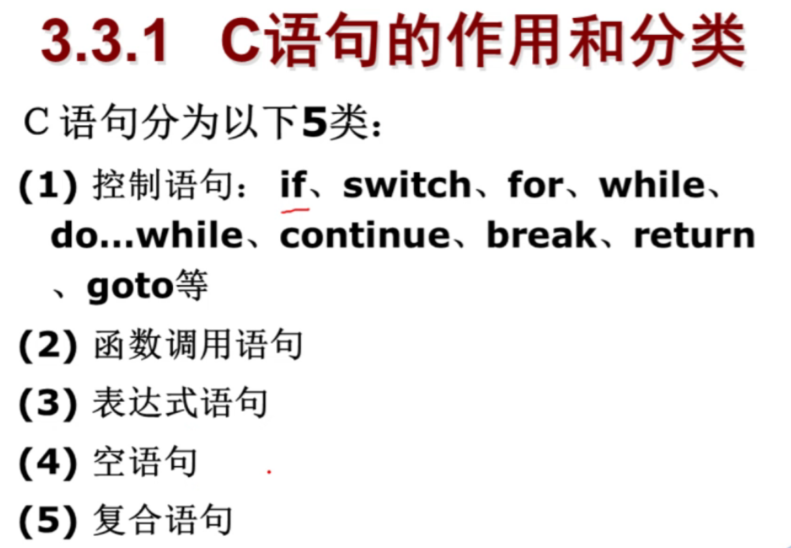 3.3.1 C语句的作用和分类
C 语句分为以下5类：
(1) 控制语句： if、switch、for、while、
do…while、continue、break、return
、goto等
(2) 函数调用语句
(3) 表达式语句
(4) 空语句
(5) 复合语句